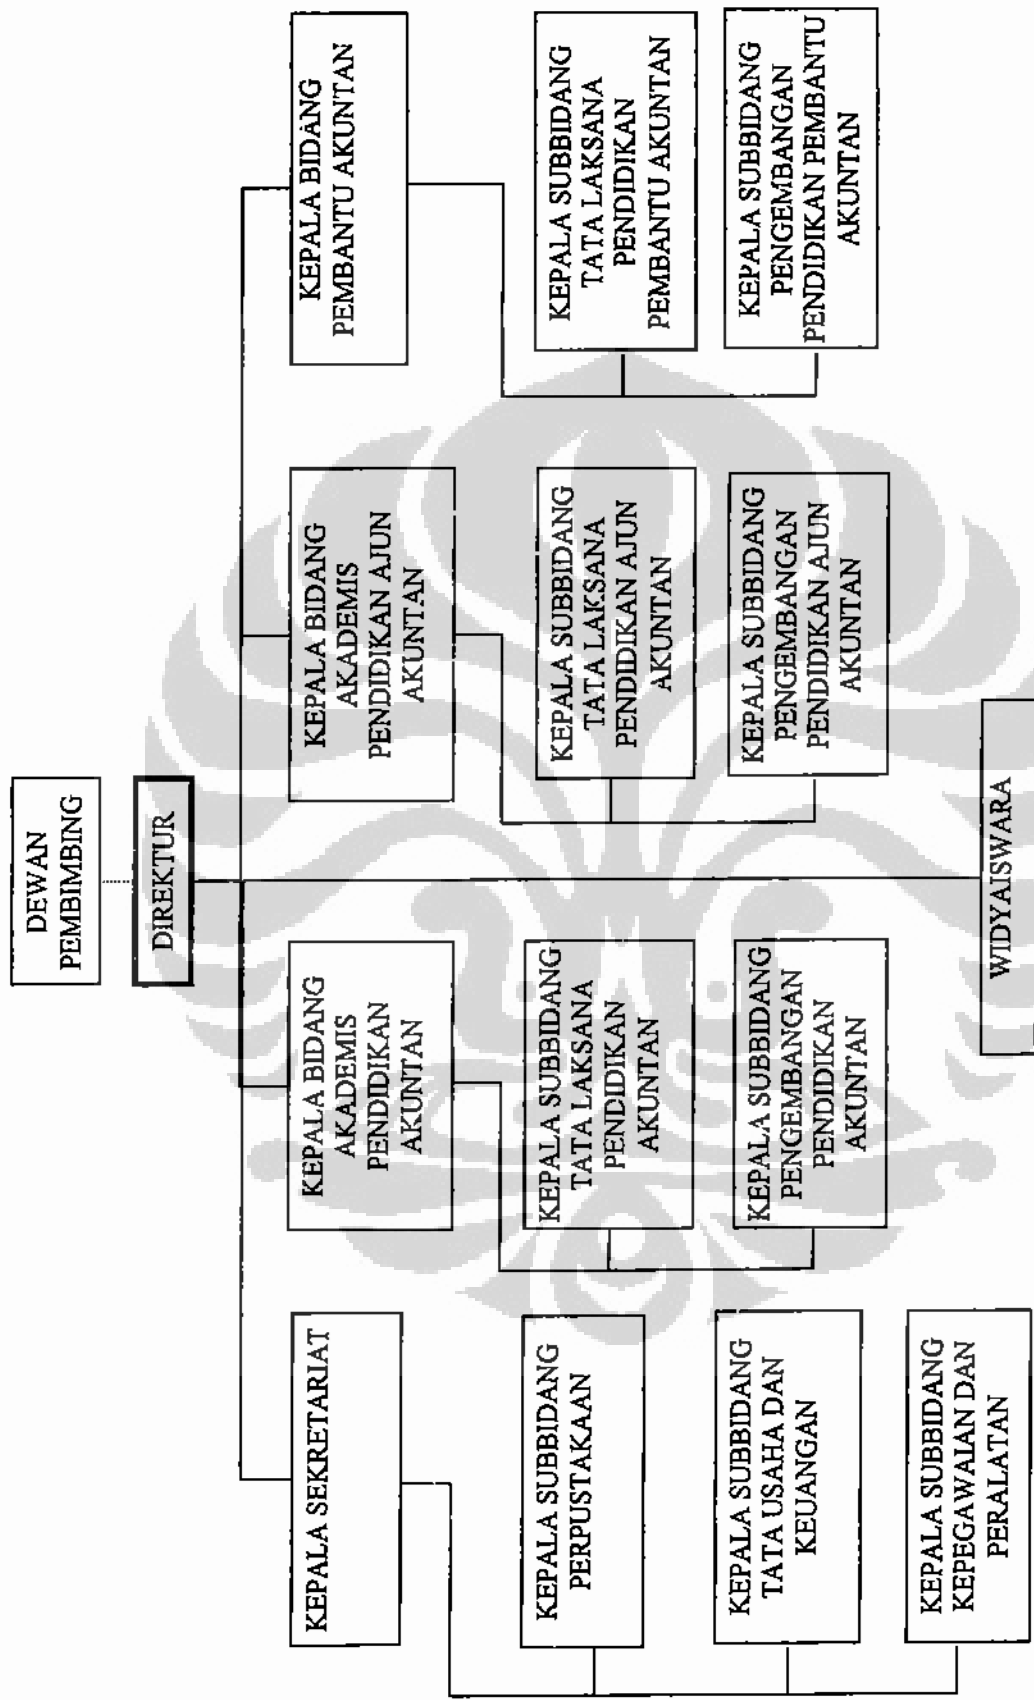 DEWAN
PEMBIMBING
DIREKTUR
KEPALA SEKRETARIAT
KEPALA SUBBIDANG
PERPUSTAKAAN
KEPALA SUBBIDANG
TATA USAHA DAN
KEUANGAN
KEPALA SUBBIDANG
KEPEGAWAIAN DAN
PERALATAN
KEPALA BIDANG
AKADEMIS
PENDIDIKAN
AKUNTAN
KEPALA SUBBIDANG
TATA LAKSANA
PENDIDIKAN
AKUNTAN
KEPALA SUBBIDANG
PENGEMBANGAN
PENDIDIKAN
AKUNTAN
KEPALA BIDANG
AKADEMIS
PENDIDIKAN AJUN
AKUNTAN
KEPALA SUBBIDANG
TATA LAKSANA
PENDIDIKAN AJUN
AKUNTAN
KEPALA SUBBIDANG
PENGEMBANGAN
PENDIDIKAN AJUN
AKUNTAN
KEPALA BIDANG
PEMBANTU AKUNTAN
KEPALA SUBBIDANG
TATA LAKSANA
PENDIDIKAN
PEMBANTU AKUNTAN
KEPALA SUBBIDANG
PENGEMBANGAN
PENDIDIKAN PEMBANTU
AKUNTAN
WIDYAISWARA